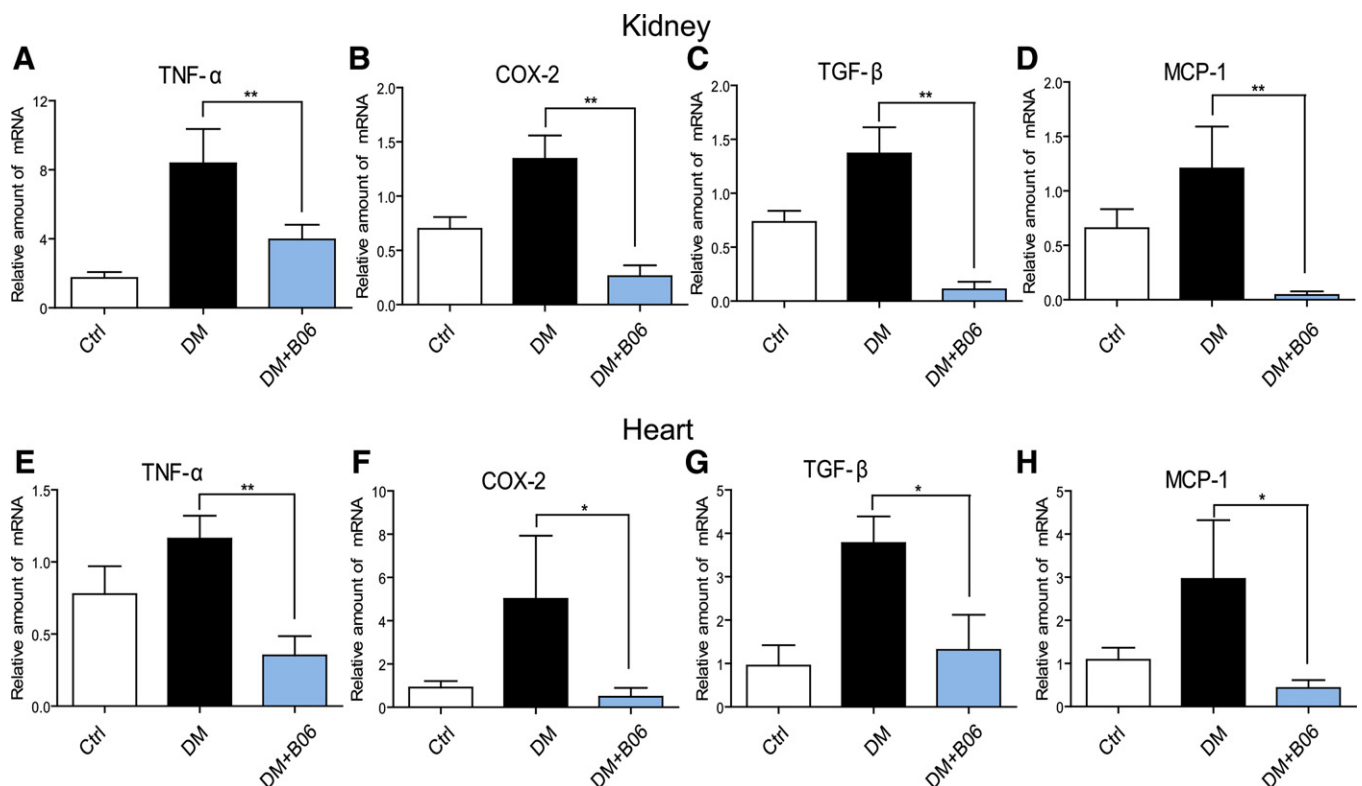 Kidney
A
TNF-α
Relative amount of mRNA
12
8
4
0
**
Ctrl
DM
DM+B06
B
COX-2
Relative amount of mRNA
2.0
1.5
1.0
0.5
0.0
**
Ctrl
DM
DM+B06
C
TGF-β
Relative amount of mRNA
2.0
1.5
1.0
0.5
0.0
**
Ctrl
DM
DM+B06
D
MCP-1
Relative amount of mRNA
2.0
1.5
1.0
0.5
0.0
**
Ctrl
DM
DM+B06
Heart
E
TNF-α
Relative amount of mRNA
1.5
1.0
0.5
0.0
**
Ctrl
DM
DM+B06
F
COX-2
Relative amount of mRNA
10
8
6
4
2
0
*
Ctrl
DM
DM+B06
G
TGF-β
Relative amount of mRNA
5
4
3
2
1
0
*
Ctrl
DM
DM+B06
H
MCP-1
Relative amount of mRNA
5
4
3
2
1
0
*
Ctrl
DM
DM+B06